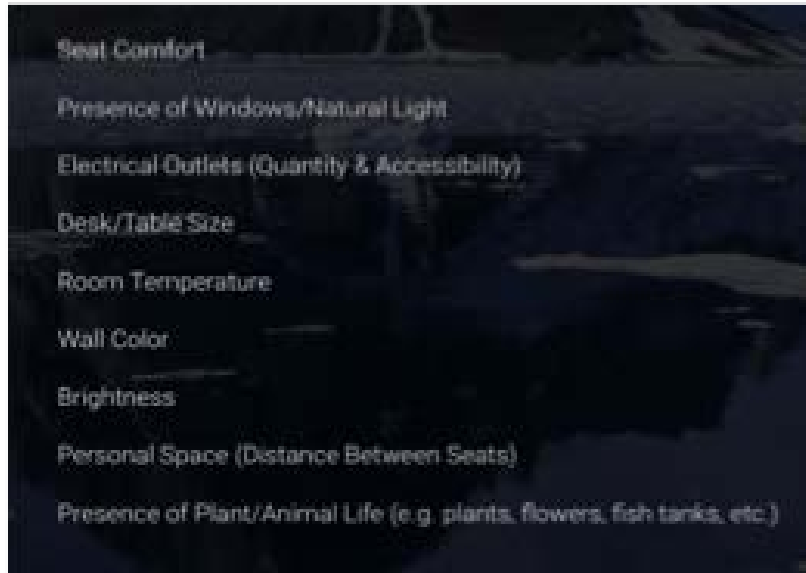 Seat Comfort
Presence of Windows/Natural Light
Electrical Outlets (Quantity & Accessibility)
Desk/Table Size
Room Temperature
Wall Color
Brightness
Personal Space (Distance Between Seats)
Presence of Plant/Animal Life (e.g. plants, flowers, fish tanks, etc.)